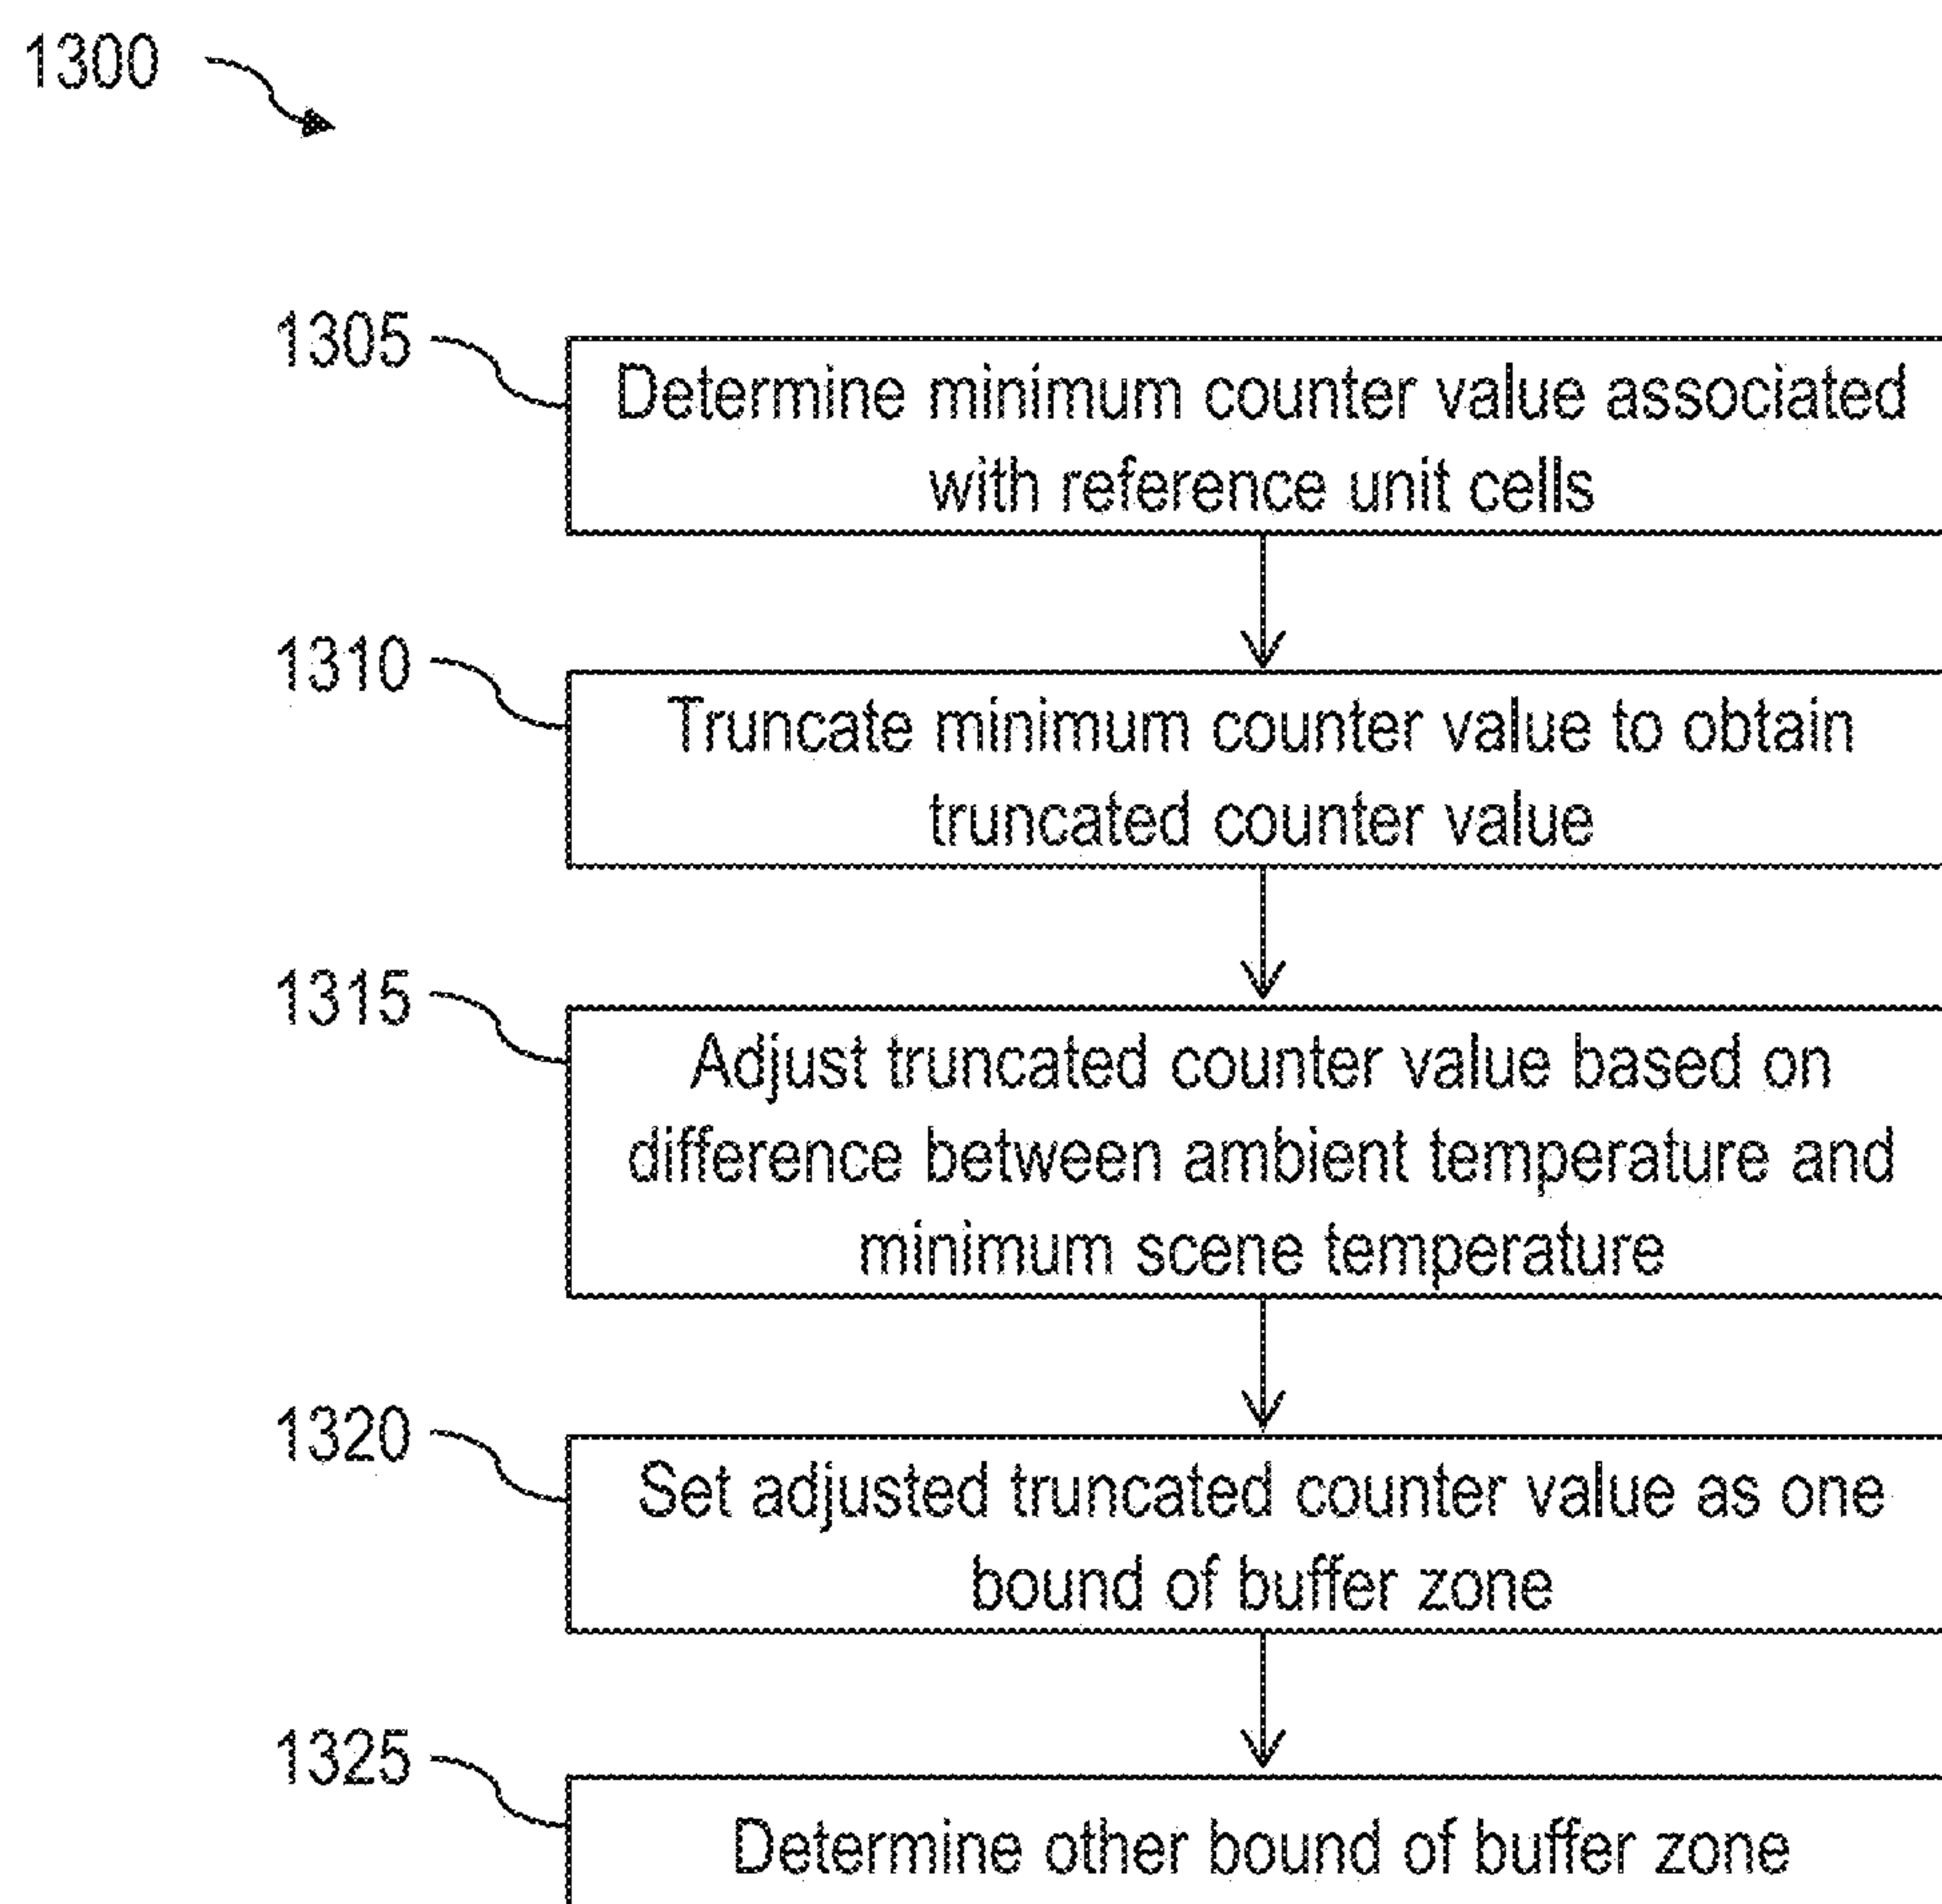 1300
1305
Determine minimum counter value associated
with reference unit cells
1310
Truncate minimum counter value to obtain
truncated counter value
1315
Adjust truncated counter value based on
difference between ambient temperature and
minimum scene temperature
1320
Set adjusted truncated counter value as one
bound of buffer zone
1325
Determine other bound of buffer zone